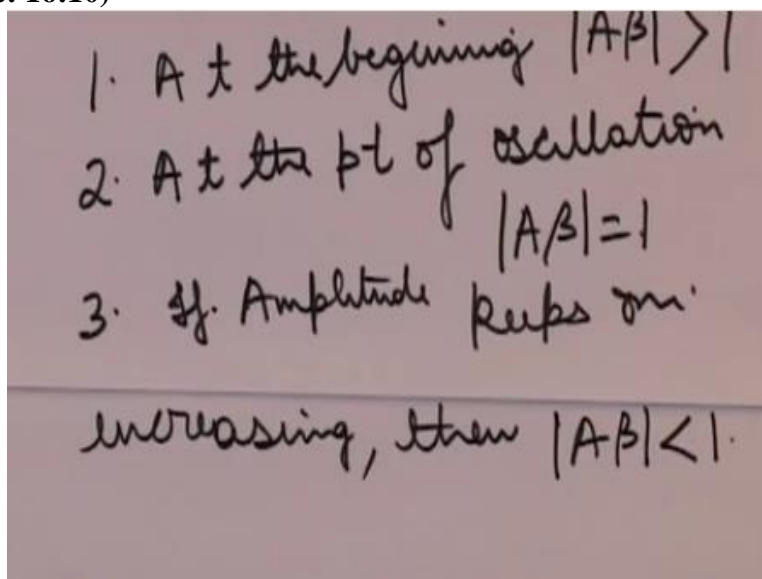 1. At the begining |Aβ| > 1
2. At the pt of oscillation
|Aβ| = 1
3. If. Amplitude keeps on
increasing, then |Aβ| < 1.